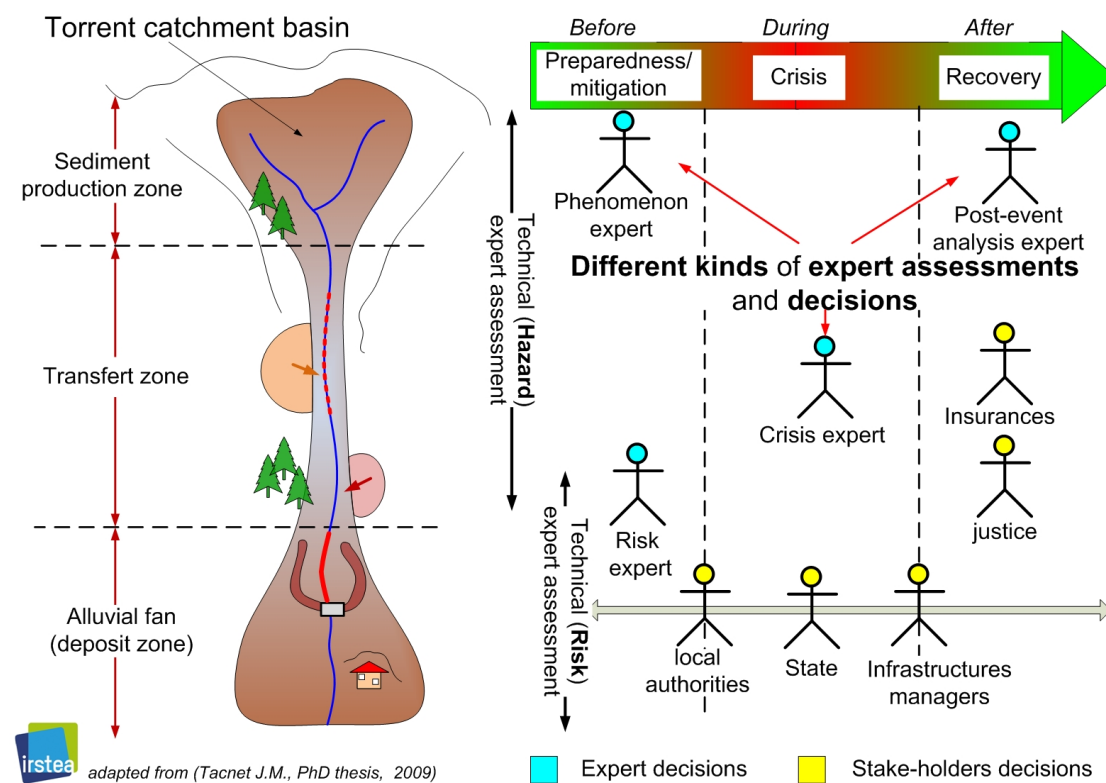 Torrent catchment basin
Sediment
production zone
Transfert zone
Alluvial fan
(deposit zone)
irstea
adapted from (Tacnet J.M., PhD thesis, 2009)
Before
During
After
Preparedness/
mitigation
Crisis
Recovery
Technical (Hazard)
expert assessment
Phenomenon
expert
Post-event
analysis expert
Different kinds of expert assessments
and decisions
Crisis expert
Insurances
justice
Risk
expert
Technical (Risk)
expert assessment
local
authorities
State
Infrastructures
managers
Expert decisions
Stake-holders decisions